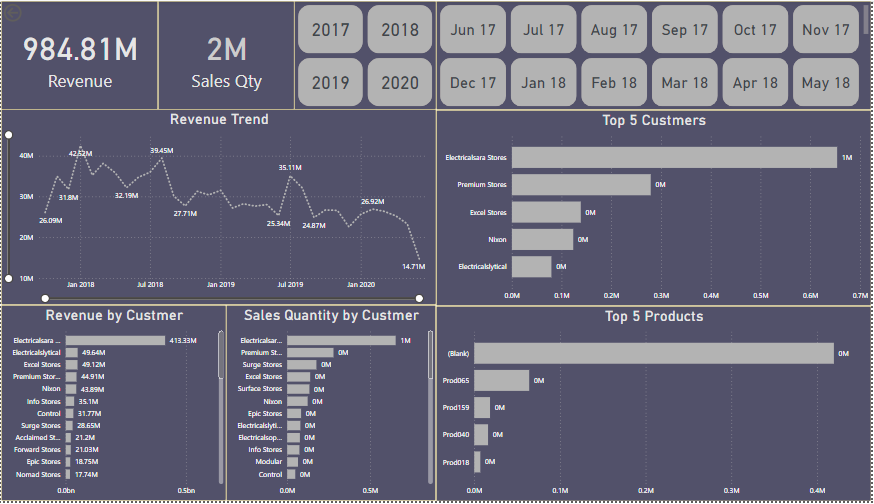 984.81M
Revenue
2M
Sales Qty
2017
2018
2019
2020
Jun 17
Jul 17
Aug 17
Sep 17
Oct 17
Nov 17
Dec 17
Jan 18
Feb 18
Mar 18
Apr 18
May 18
Revenue Trend
40M
30M
20M
10M
42.52M
39.45M
35.11M
31.8M
32.19M
27.71M
26.92M
26.09M
25.34M
24.87M
14.71M
Jan 2018
Jul 2018
Jan 2019
Jul 2019
Jan 2020
Top 5 Custmers
Electricalsara Stores 1M
Premium Stores 0M
Excel Stores 0M
Nixon 0M
Electricalslytical 0M
0.0M 0.1M 0.2M 0.3M 0.4M 0.5M 0.6M 0.7M
Revenue by Custmer
Electricalsara ... 413.33M
Electricalslytical 49.64M
Excel Stores 49.12M
Premium Stor... 44.91M
Nixon 43.89M
Info Stores 35.1M
Control 31.77M
Surge Stores 28.65M
Acclaimed St... 21.2M
Forward Stores 21.03M
Epic Stores 18.75M
Nomad Stores 17.74M
0.0bn 0.5bn
Sales Quantity by Custmer
Electricalsar... 1M
Premium St... 0M
Surge Stores 0M
Excel Stores 0M
Surface Stores 0M
Nixon 0M
Epic Stores 0M
Electricalslyti... 0M
Electricalsop... 0M
Info Stores 0M
Modular 0M
Control 0M
0.0M 0.5M
Top 5 Products
(Blank) 0M
Prod065 0M
Prod159 0M
Prod040 0M
Prod018 0M
0.0M 0.1M 0.2M 0.3M 0.4M